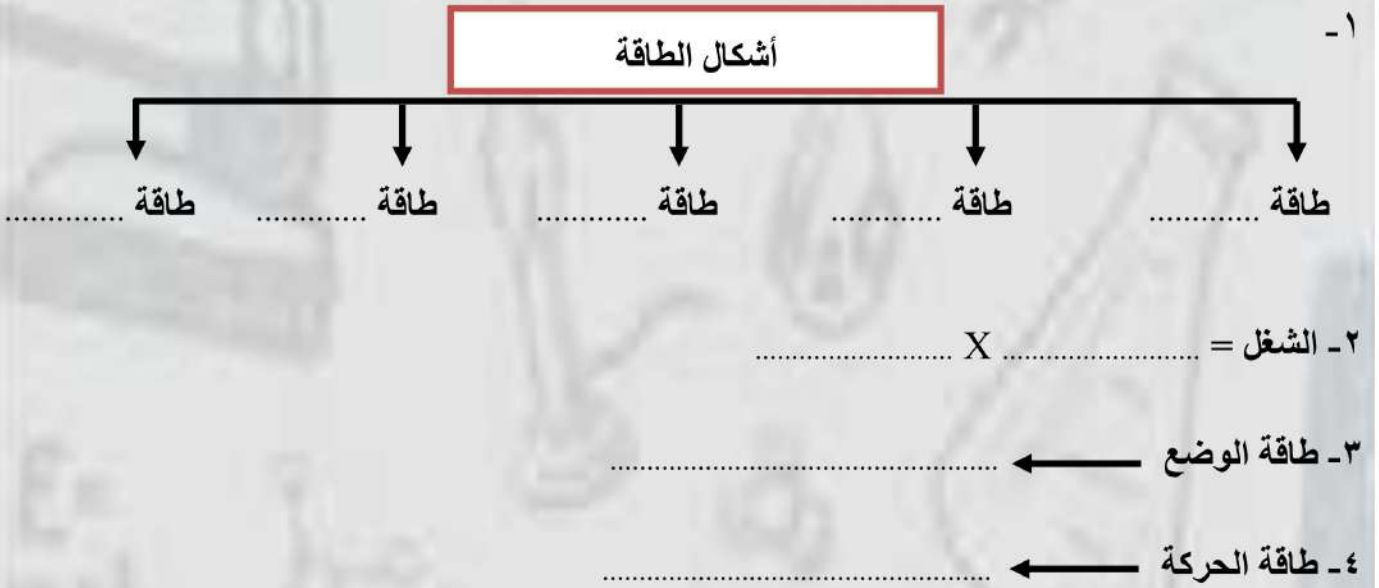 ١-
أشكال الطاقة
طاقة ............ طاقة ............ طاقة ............ طاقة ............ طاقة ............
٢- الشغل = ...................... X ......................
٣- طاقة الوضع ← ..........................................
٤- طاقة الحركة ← ..........................................